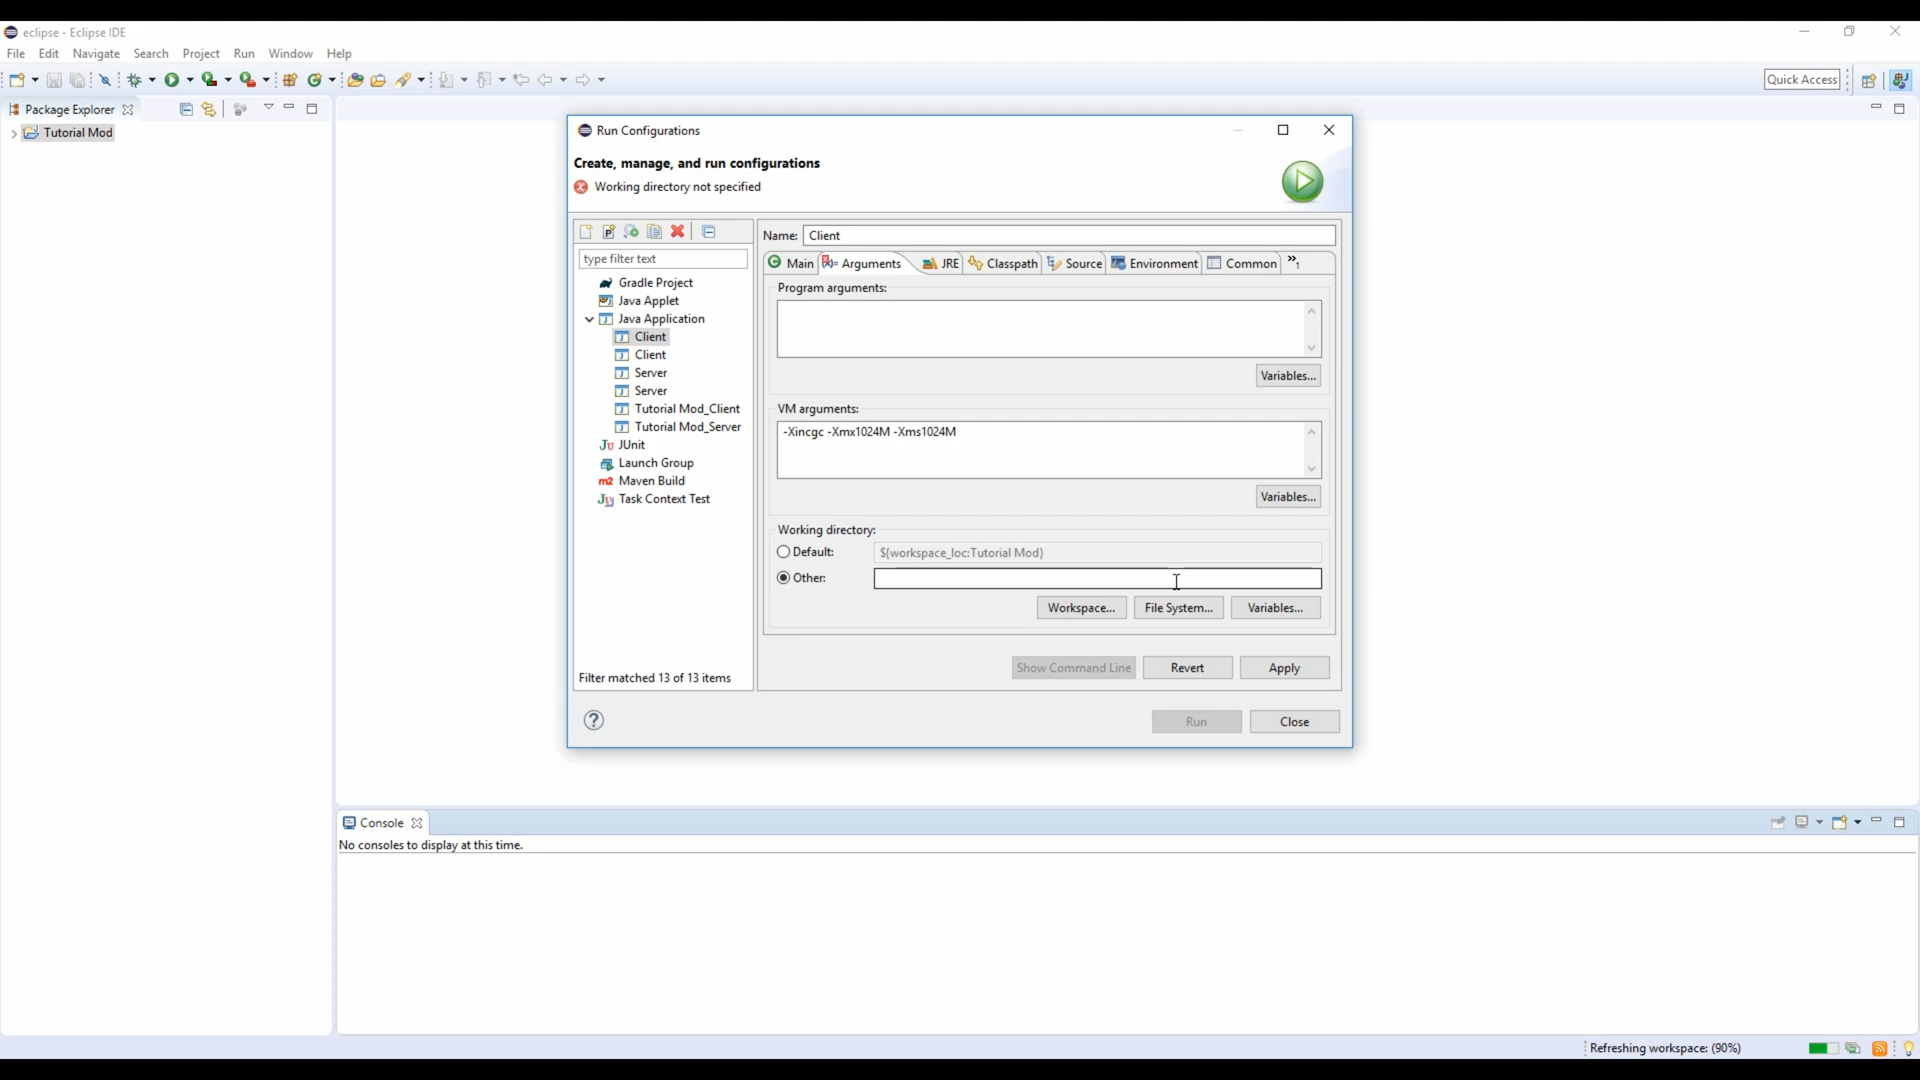 eclipse - Eclipse IDE
File Edit Navigate Search Project Run Window Help
Quick Access
Package Explorer
Tutorial Mod
Run Configurations
Create, manage, and run configurations
Working directory not specified
type filter text
Gradle Project
Java Applet
Java Application
Client
Client
Server
Server
Tutorial Mod_Client
Tutorial Mod_Server
JUnit
Launch Group
m2 Maven Build
Task Context Test
Filter matched 13 of 13 items
Name: Client
Main Arguments JRE Classpath Source Environment Common »1
Program arguments:
Variables...
VM arguments:
-Xincgc -Xmx1024M -Xms1024M
Variables...
Working directory:
Default: ${workspace_loc:Tutorial Mod}
Other:
Workspace... File System... Variables...
Show Command Line Revert Apply
Run Close
Console
No consoles to display at this time.
Refreshing workspace: (90%)